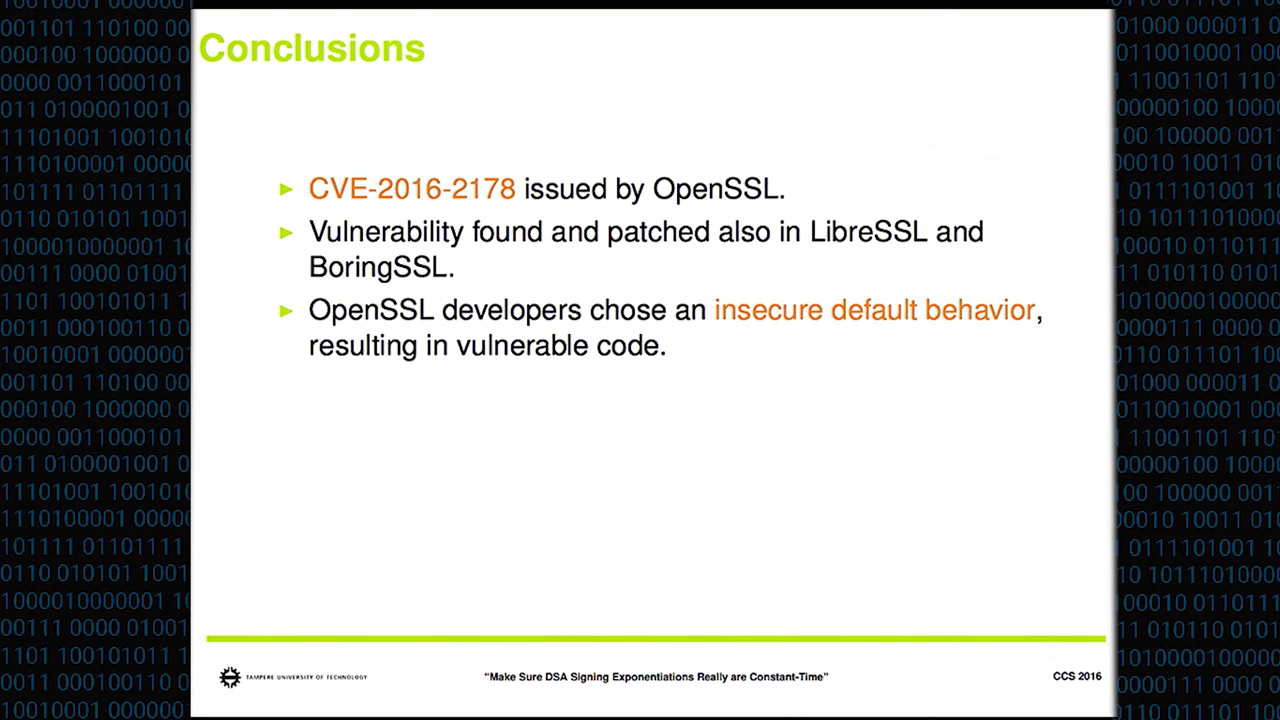 Conclusions
► CVE-2016-2178 issued by OpenSSL.
► Vulnerability found and patched also in LibreSSL and
BoringSSL.
► OpenSSL developers chose an insecure default behavior,
resulting in vulnerable code.
TAMPERE UNIVERSITY OF TECHNOLOGY
“Make Sure DSA Signing Exponentiations Really are Constant-Time”
CCS 2016